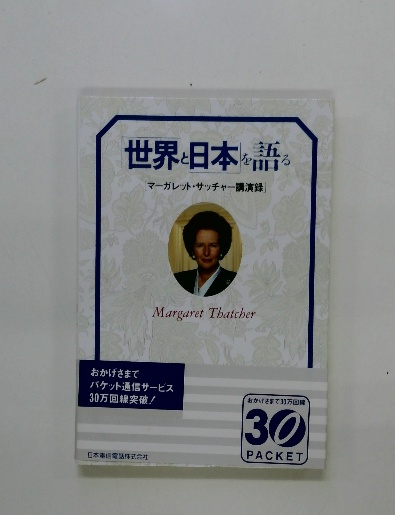 「世界」と「日本」を語る
「マーガレット・サッチャー講演録」
Margaret Thatcher
おかげさまで
パケット通信サービス
30万回線突破！
おかげさまで30万回線
30
PACKET
日本電信電話株式会社